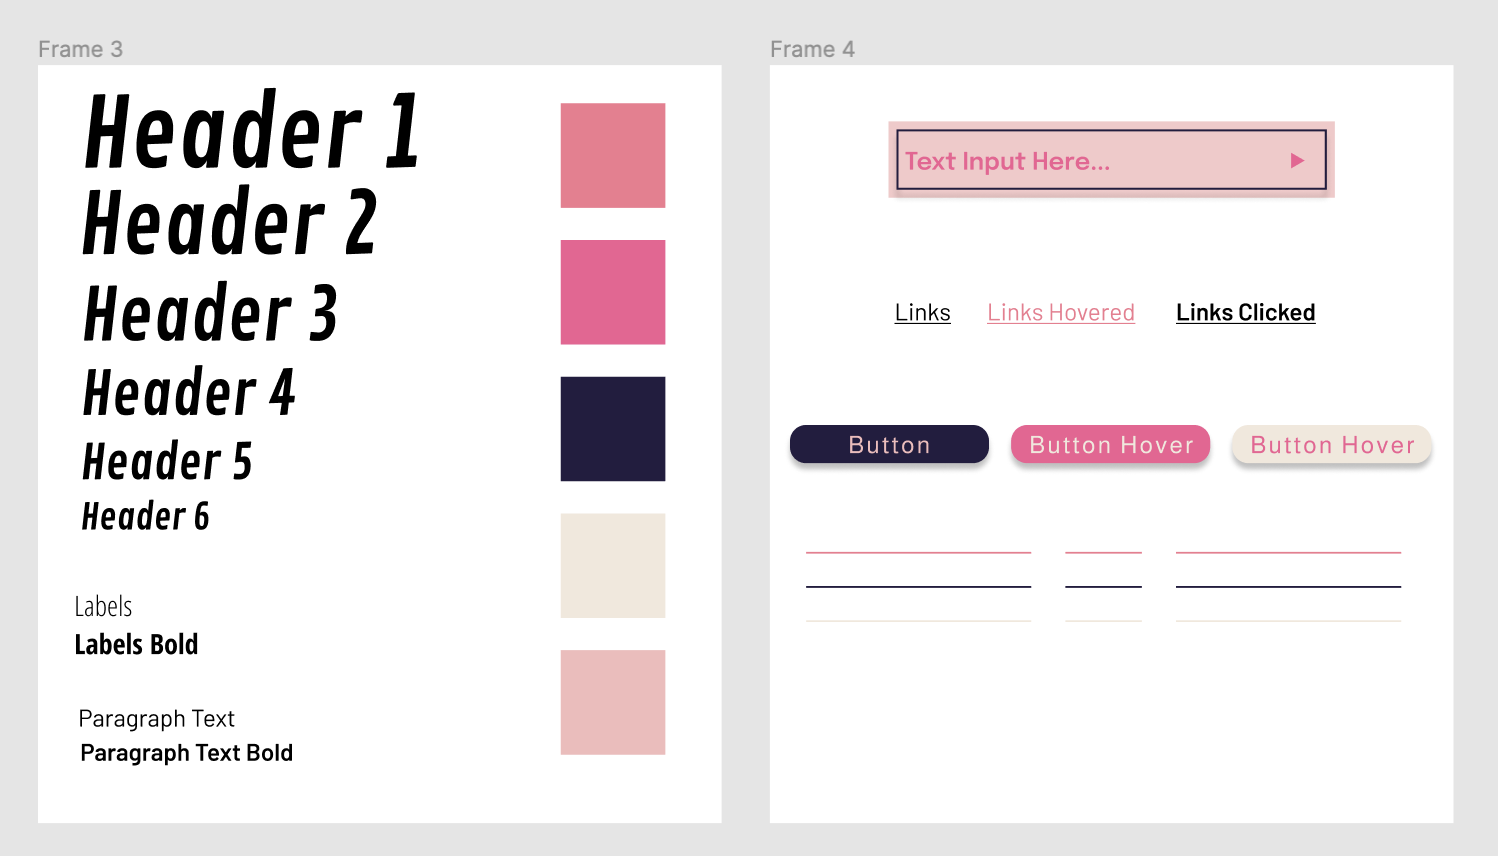 Frame 3
Header 1
Header 2
Header 3
Header 4
Header 5
Header 6
Labels
Labels Bold
Paragraph Text
Paragraph Text Bold
Frame 4
Text Input Here...
Links Links Hovered Links Clicked
Button Button Hover Button Hover